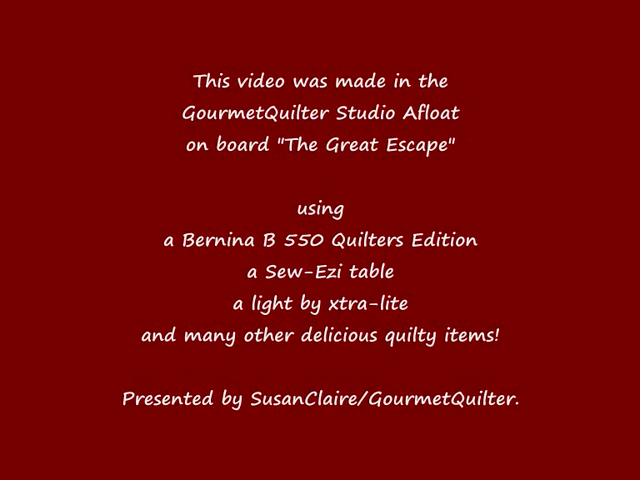 This video was made in the
GourmetQuilter Studio Afloat
on board "The Great Escape"
using
a Bernina B 550 Quilters Edition
a Sew-Ezi table
a light by xtra-lite
and many other delicious quilty items!
Presented by SusanClaire/GourmetQuilter.